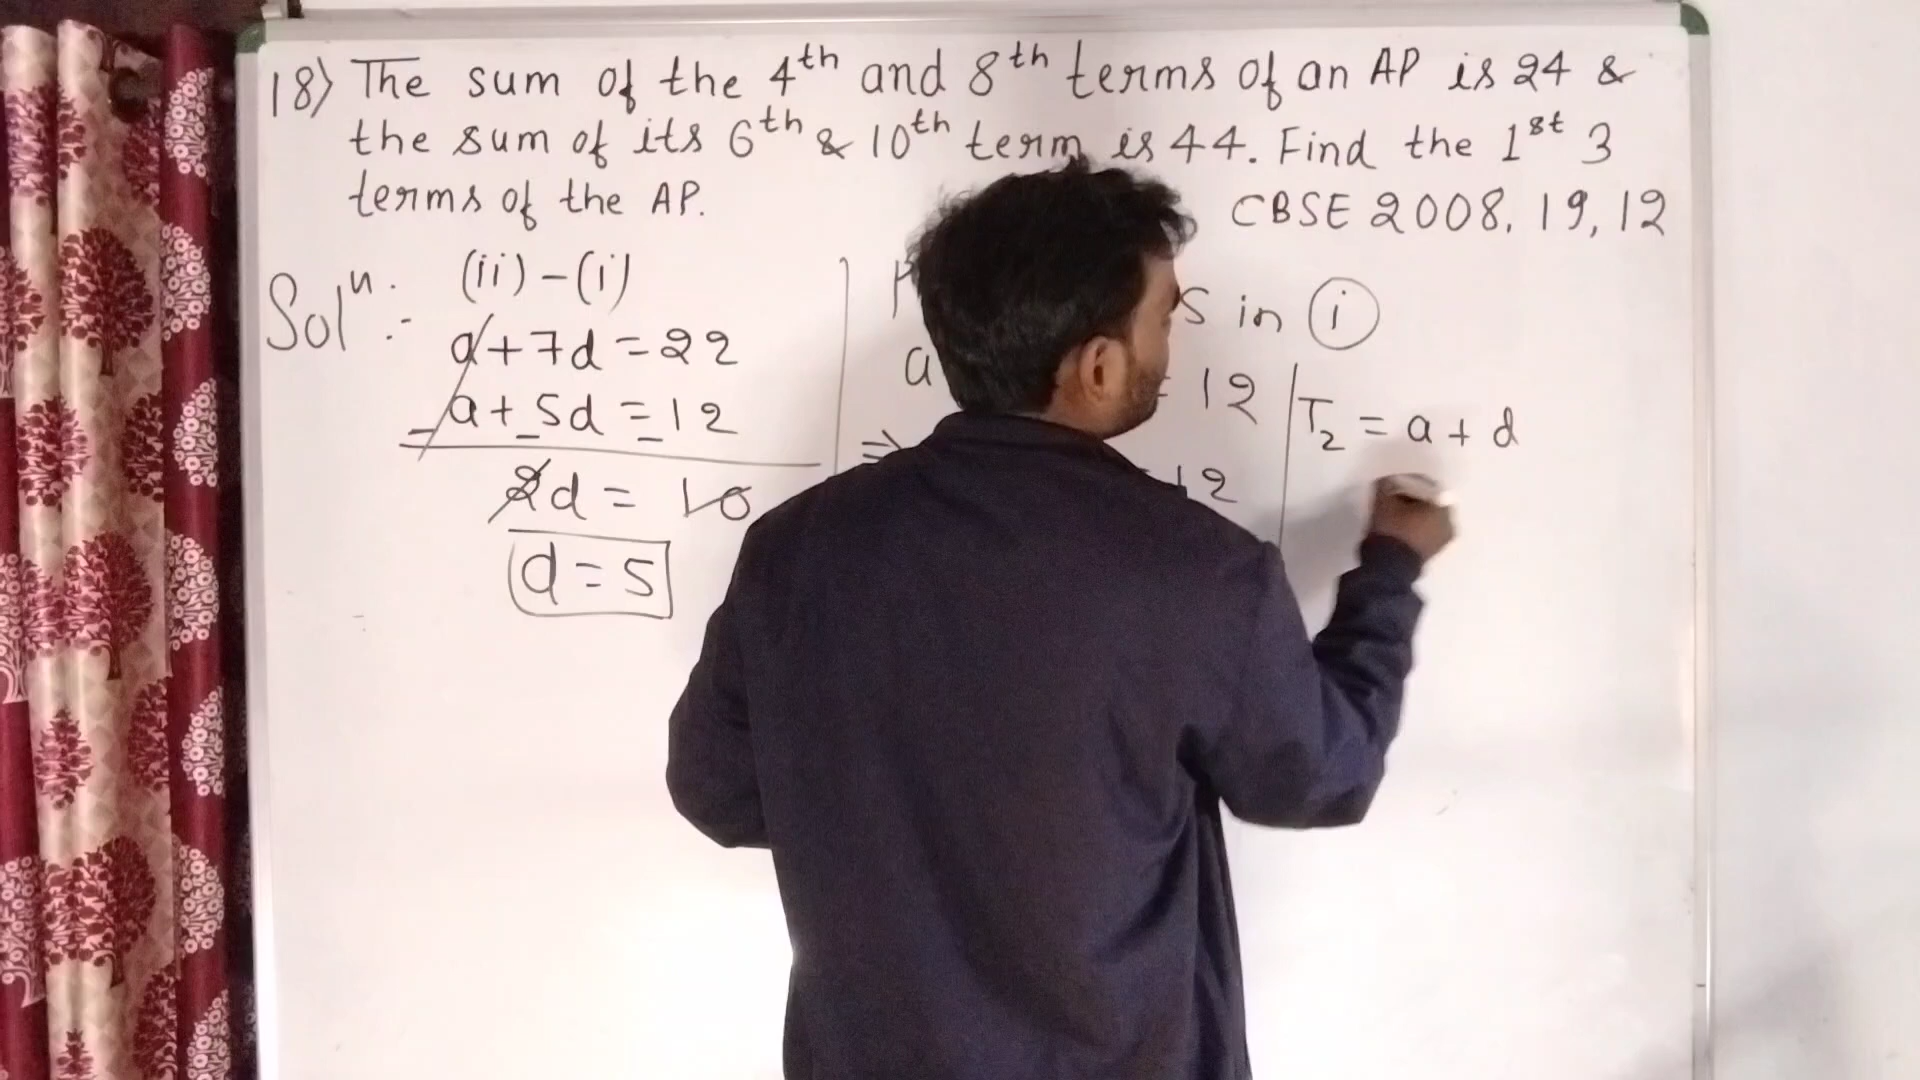 18) The sum of the 4th and 8th terms of an AP is 24 &
the sum of its 6th & 10th term is 44. Find the 1st 3
terms of the AP.
CBSE 2008, 19, 12
Solⁿ:-
(ii) - (i)
a + 7d = 22
a + 5d = 12
- - -
2d = 10
d = 5
S in (i)
a = 12
⇒ 12
T₂ = a + d